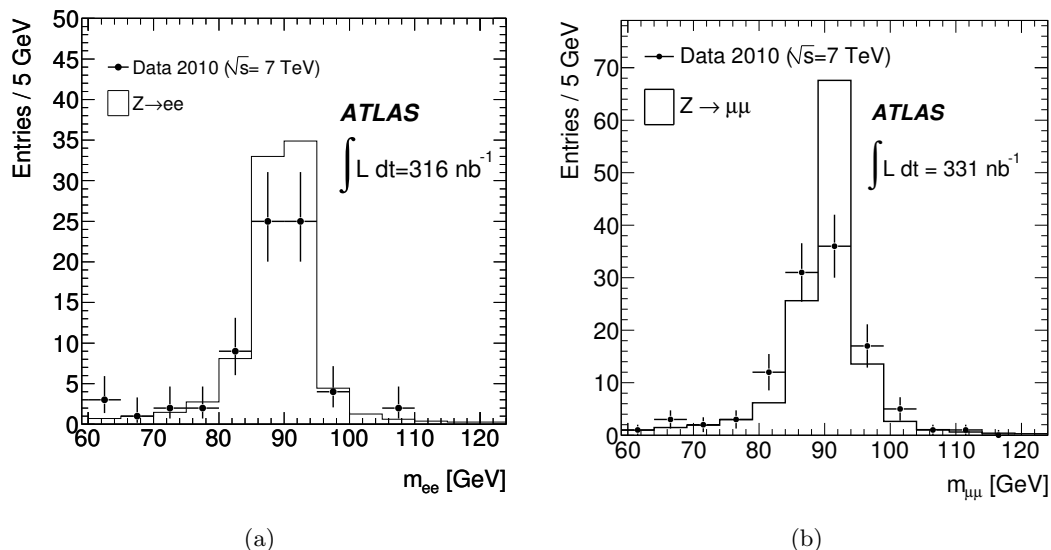 Entries / 5 GeV
50
45
40
35
30
25
20
15
10
5
0
Data 2010 (√s= 7 TeV)
Z→ee
ATLAS
∫ L dt=316 nb⁻¹
60 70 80 90 100 110 120
m_ee [GeV]
(a)
Entries / 5 GeV
70
60
50
40
30
20
10
0
Data 2010 (√s= 7 TeV)
Z → μμ
ATLAS
∫ L dt = 331 nb⁻¹
60 70 80 90 100 110 120
m_μμ [GeV]
(b)